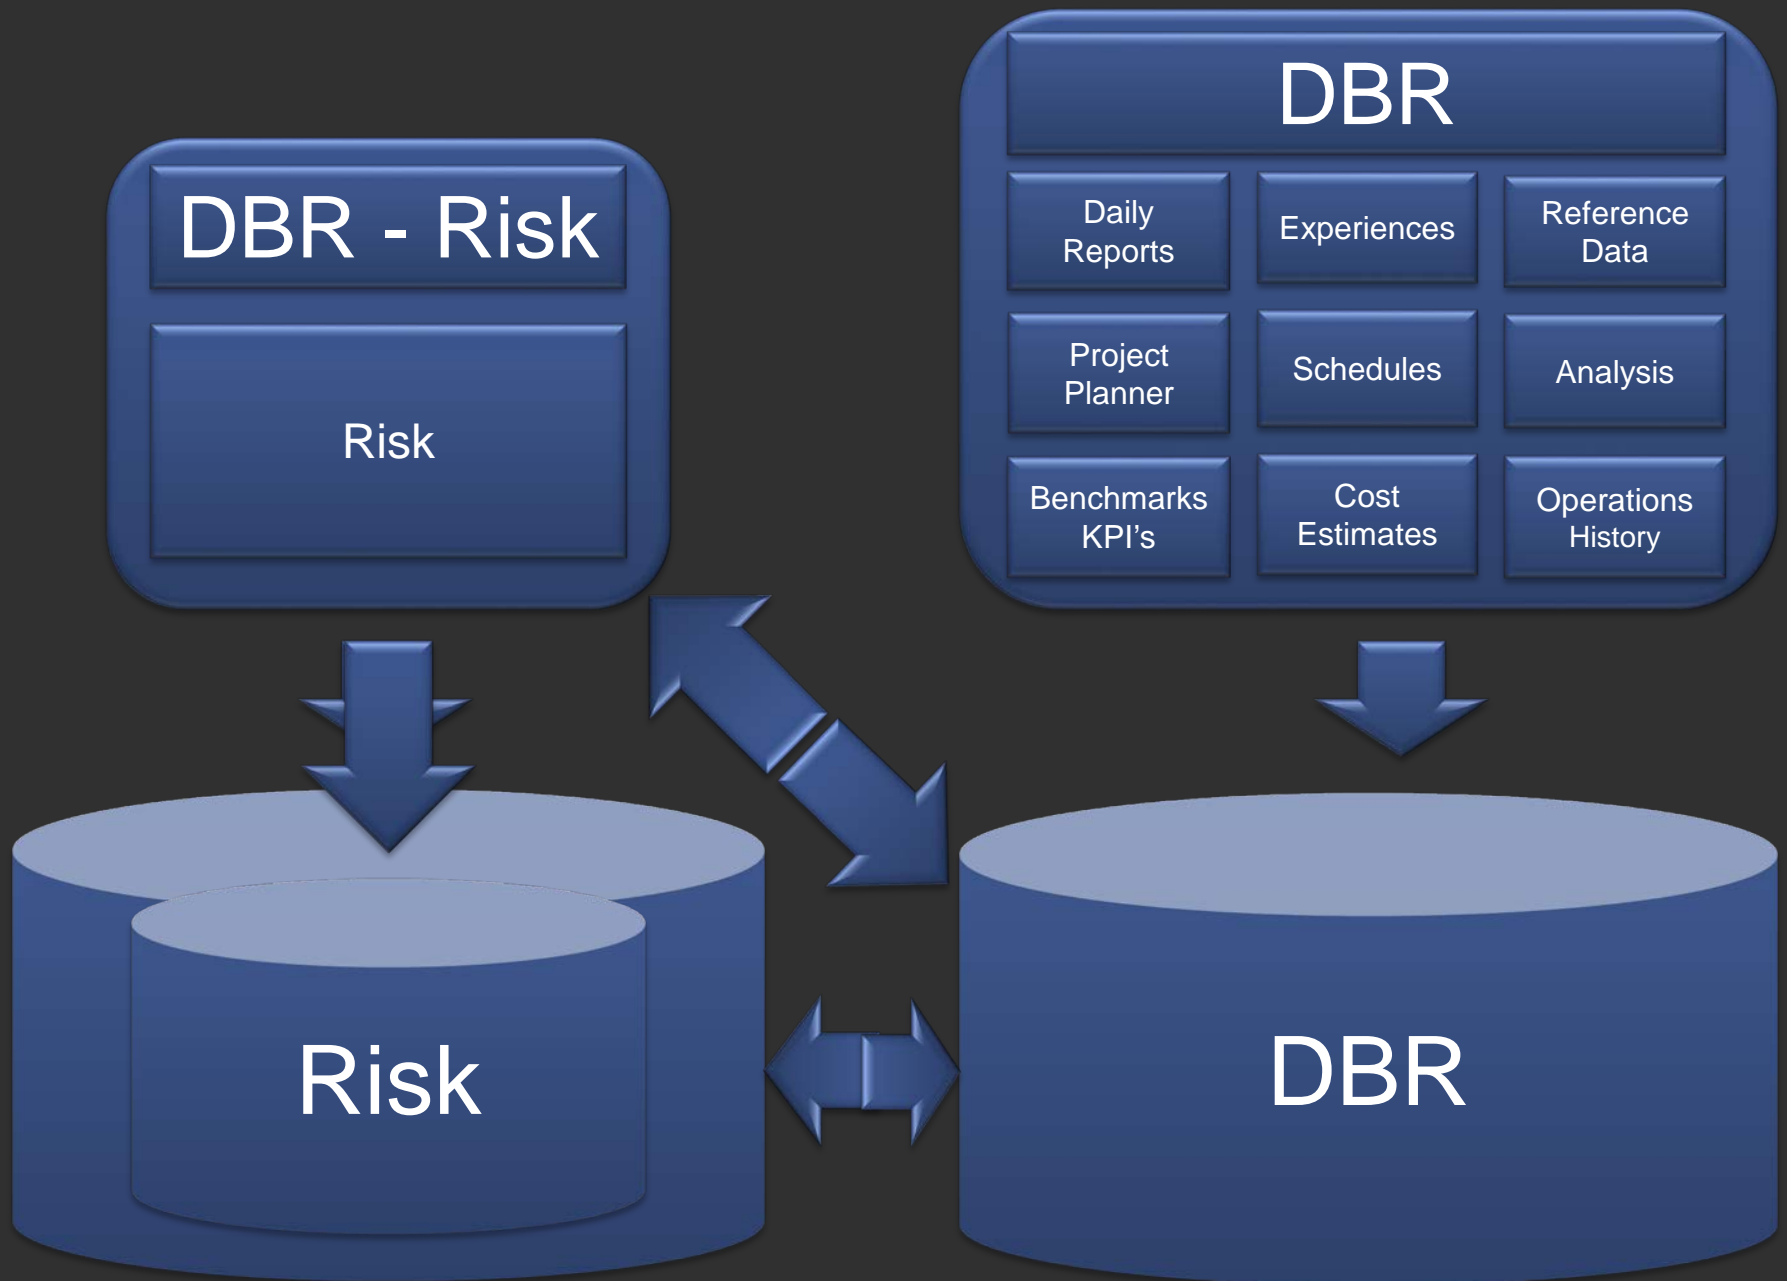 DBR - Risk
Risk
DBR
Daily
Reports
Experiences
Reference
Data
Project
Planner
Schedules
Analysis
Benchmarks
KPI’s
Cost
Estimates
Operations
History
Risk
DBR